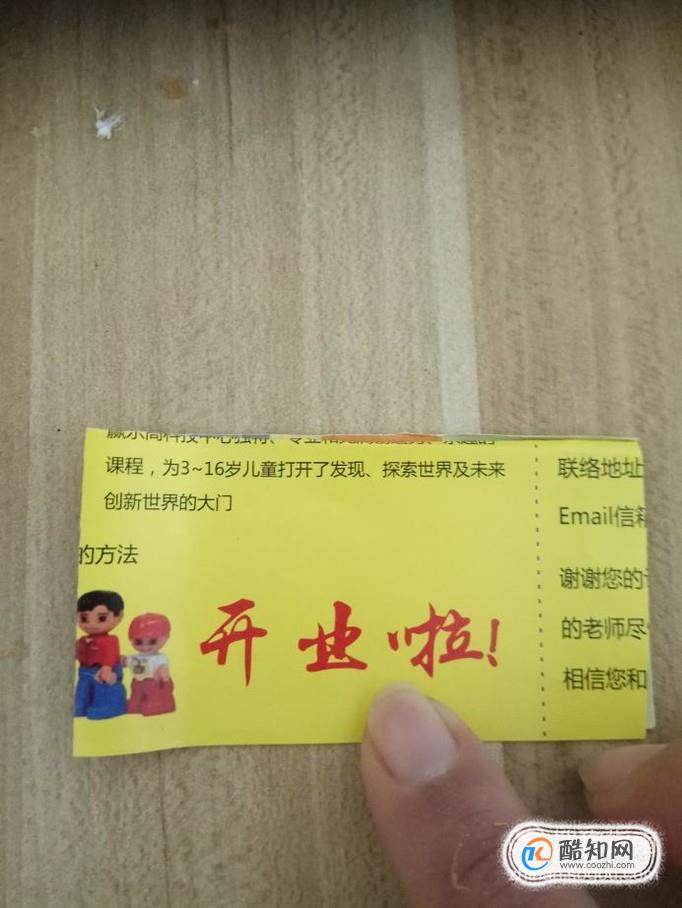 课程，为3~16岁儿童打开了发现、探索世界及未来
创新世界的大门
的方法
开业啦!
联络地址
Email信箱
谢谢您的
的老师尽
相信您和
酷知网
www.coozhi.com